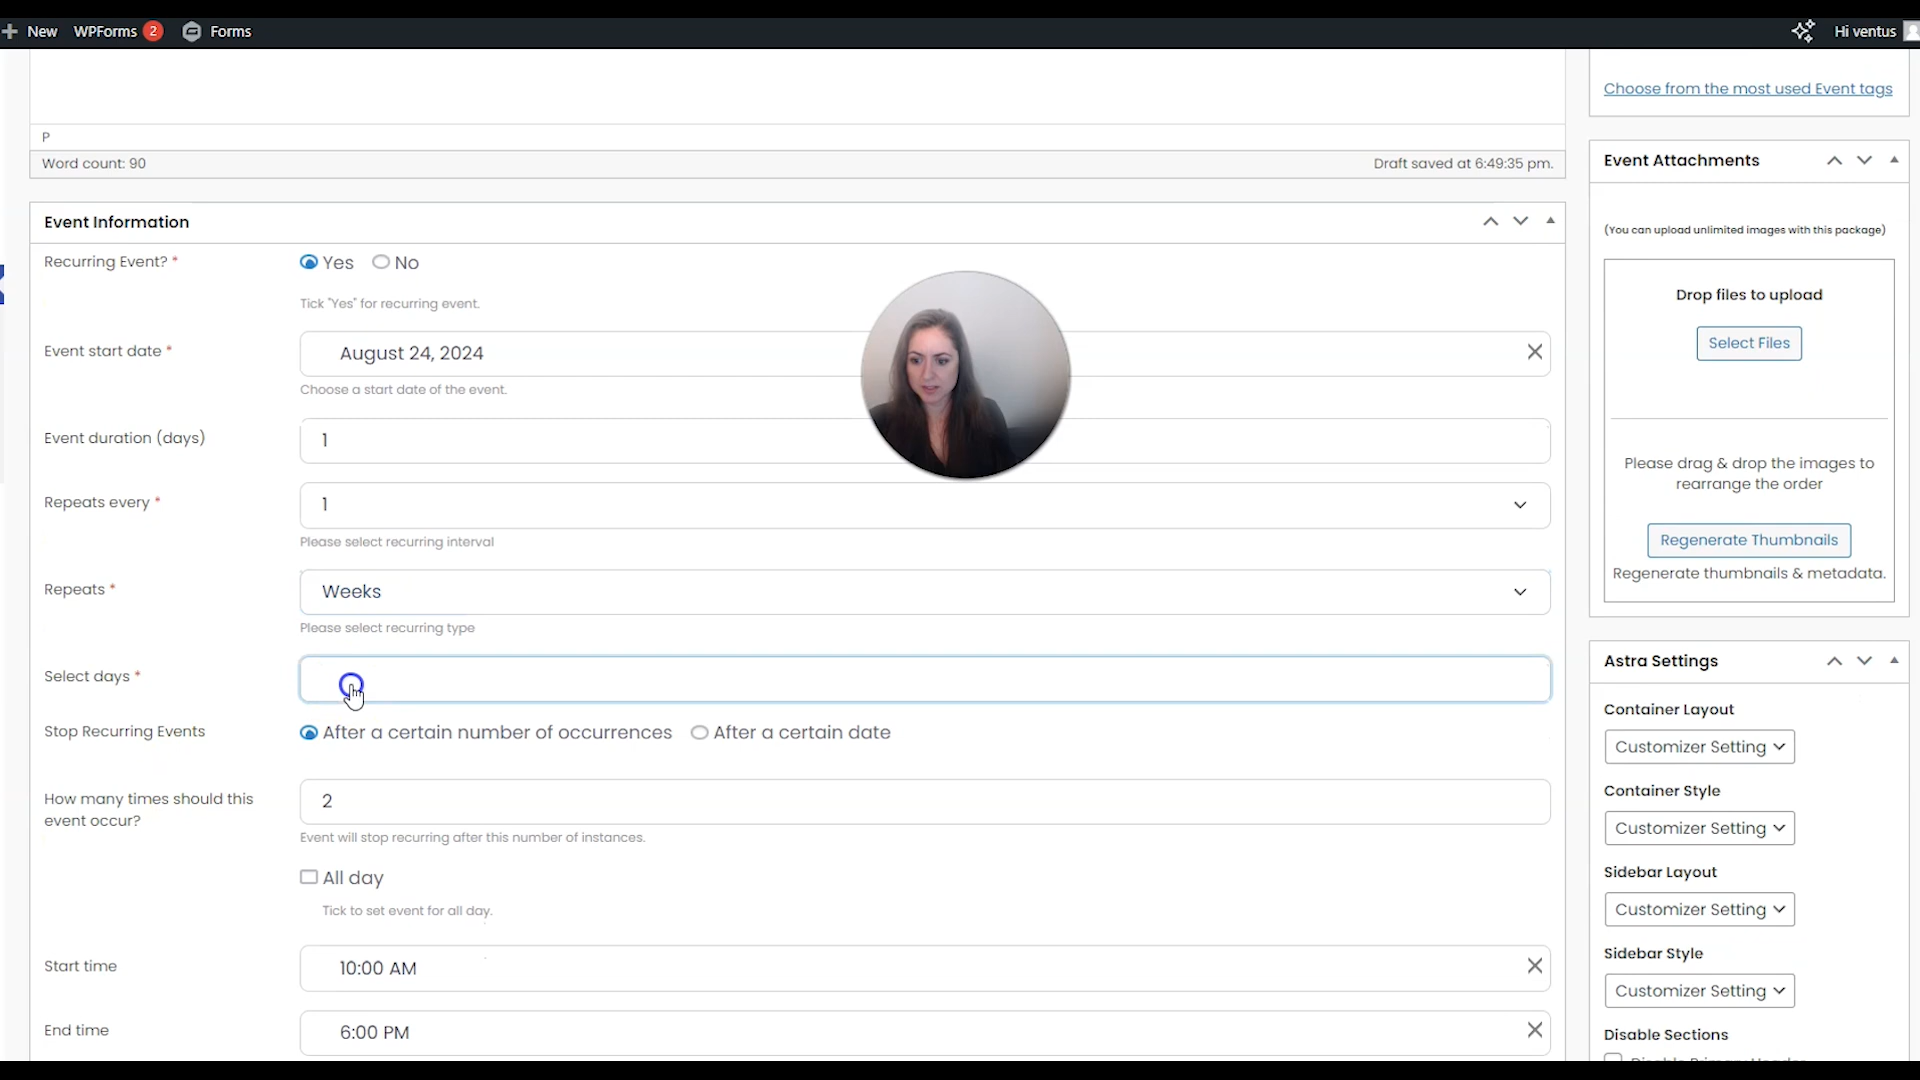 New WPForms 2 Forms Hi ventus
Choose from the most used Event tags
P
Word count: 90 Draft saved at 6:49:35 pm.
Event Information
Recurring Event? * Yes No
Tick "Yes" for recurring event.
Event start date * August 24, 2024
Choose a start date of the event.
Event duration (days) 1
Repeats every * 1
Please select recurring interval
Repeats * Weeks
Please select recurring type
Select days *
Stop Recurring Events After a certain number of occurrences After a certain date
How many times should this
event occur?
2
Event will stop recurring after this number of instances.
All day
Tick to set event for all day.
Start time 10:00 AM
End time 6:00 PM
Event Attachments
(You can upload unlimited images with this package)
Drop files to upload
Select Files
Please drag & drop the images to
rearrange the order
Regenerate Thumbnails
Regenerate thumbnails & metadata.
Astra Settings
Container Layout
Customizer Setting
Container Style
Customizer Setting
Sidebar Layout
Customizer Setting
Sidebar Style
Customizer Setting
Disable Sections